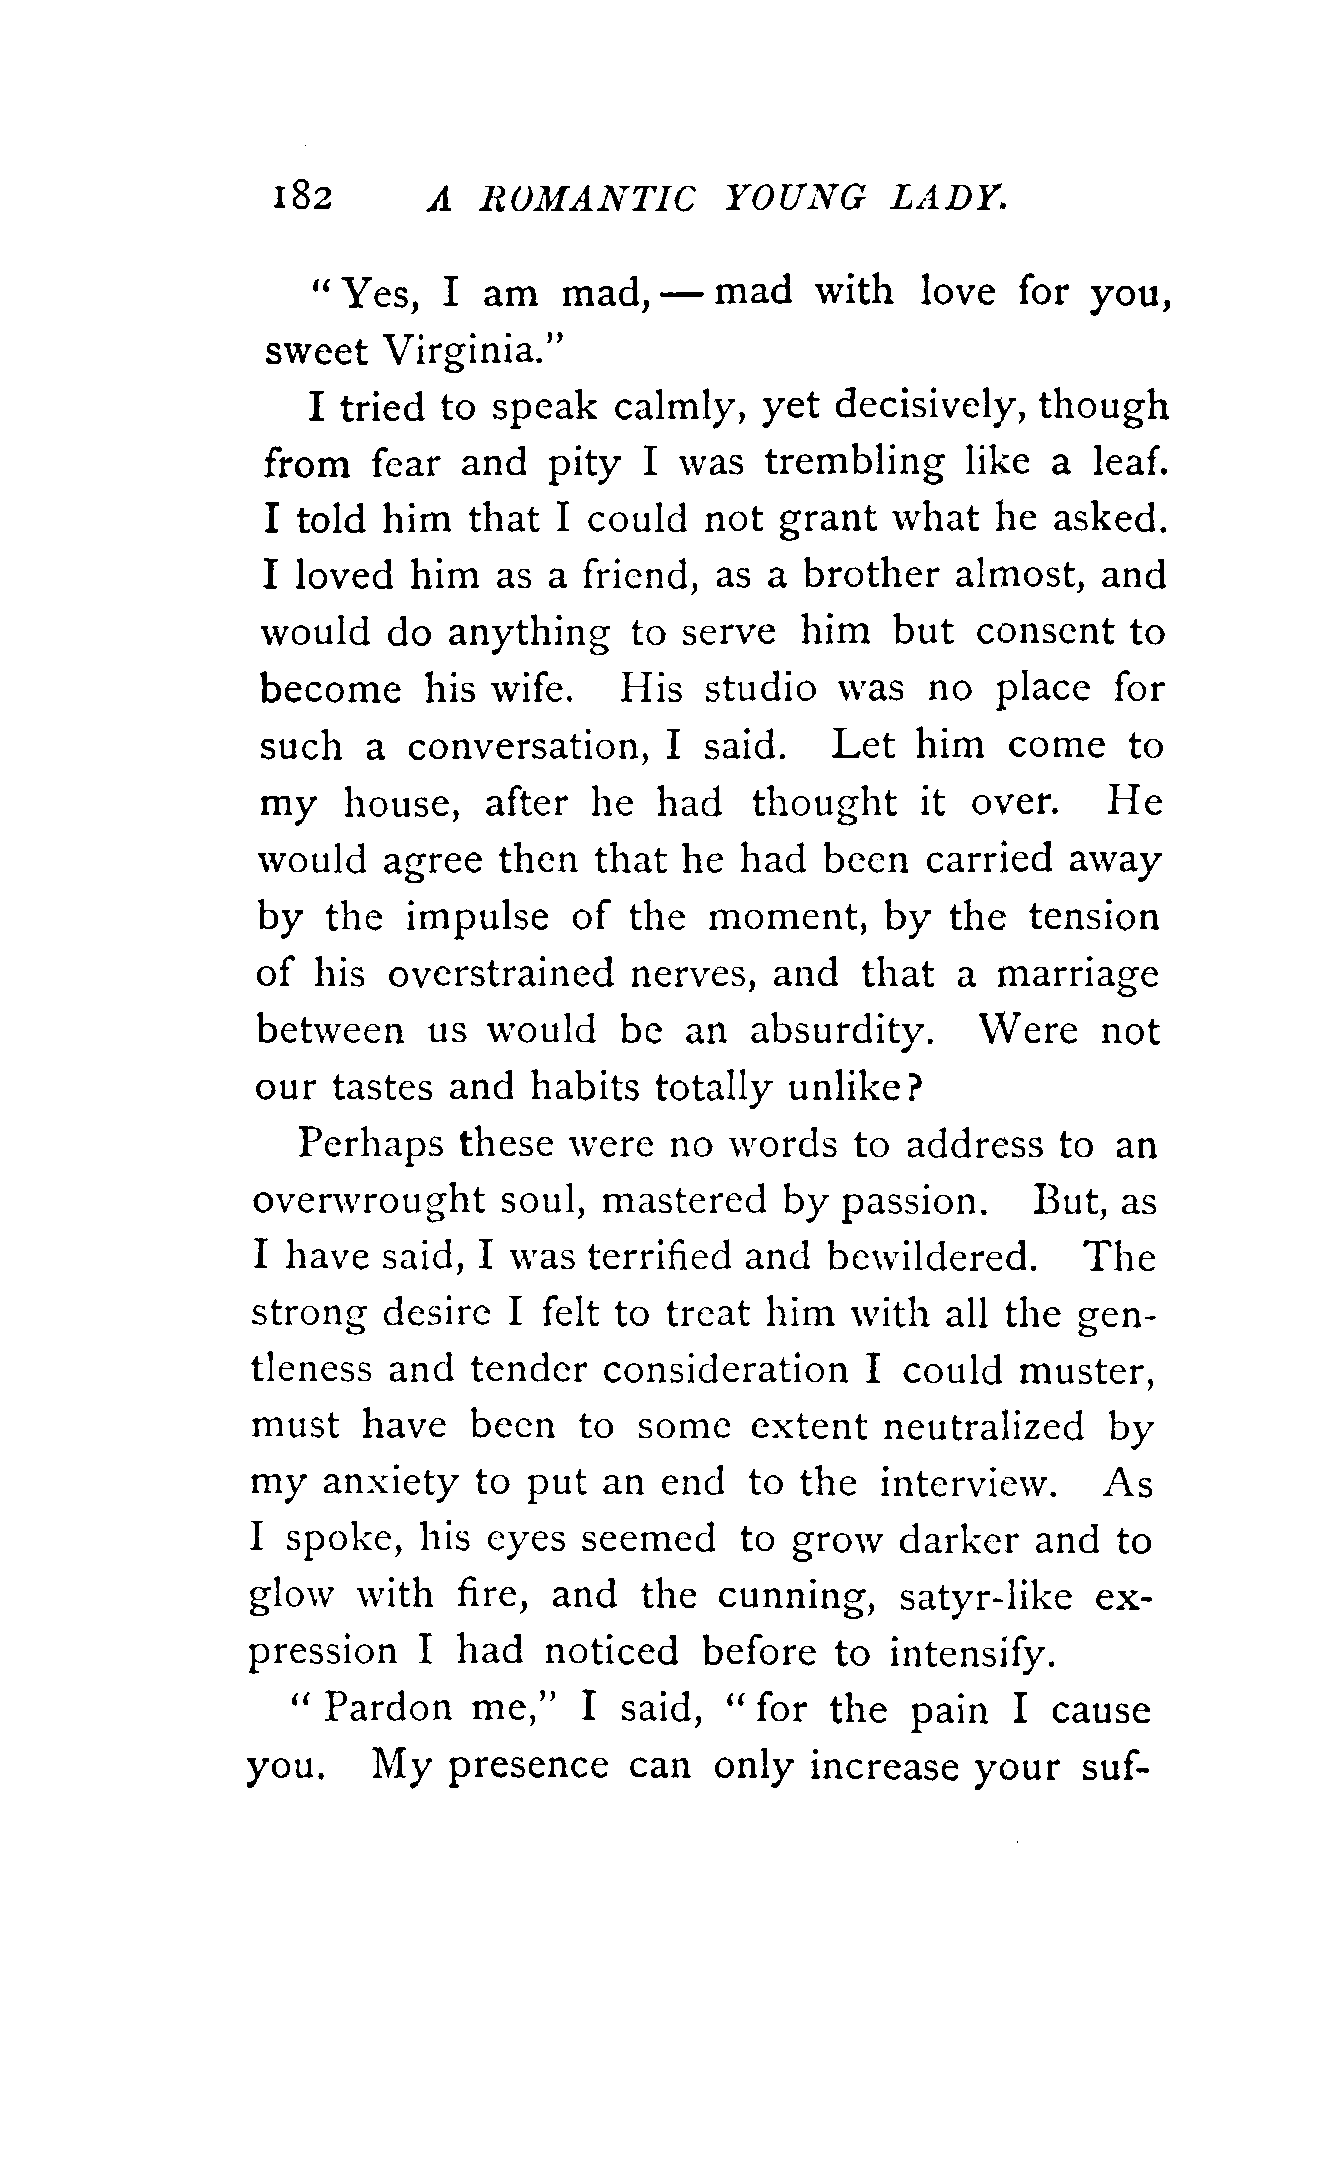 182 A ROMANTIC YOUNG LADY.
“Yes, I am mad, — mad with love for you,
sweet Virginia.”
I tried to speak calmly, yet decisively, though
from fear and pity I was trembling like a leaf.
I told him that I could not grant what he asked.
I loved him as a friend, as a brother almost, and
would do anything to serve him but consent to
become his wife. His studio was no place for
such a conversation, I said. Let him come to
my house, after he had thought it over. He
would agree then that he had been carried away
by the impulse of the moment, by the tension
of his overstrained nerves, and that a marriage
between us would be an absurdity. Were not
our tastes and habits totally unlike?
Perhaps these were no words to address to an
overwrought soul, mastered by passion. But, as
I have said, I was terrified and bewildered. The
strong desire I felt to treat him with all the gen-
tleness and tender consideration I could muster,
must have been to some extent neutralized by
my anxiety to put an end to the interview. As
I spoke, his eyes seemed to grow darker and to
glow with fire, and the cunning, satyr-like ex-
pression I had noticed before to intensify.
“Pardon me,” I said, “for the pain I cause
you. My presence can only increase your suf-